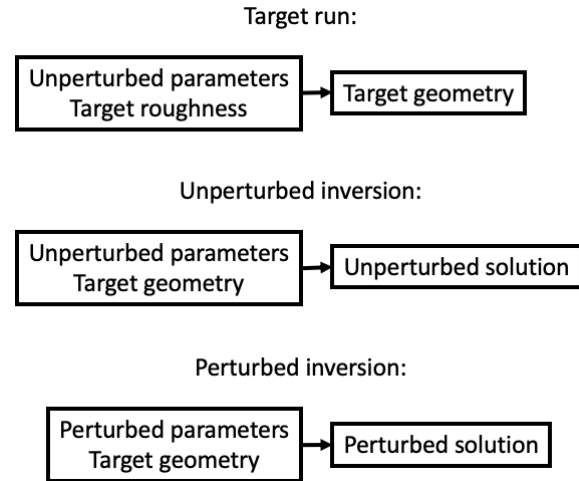 Target run:
Unperturbed parameters
Target roughness
Target geometry
Unperturbed inversion:
Unperturbed parameters
Target geometry
Unperturbed solution
Perturbed inversion:
Perturbed parameters
Target geometry
Perturbed solution